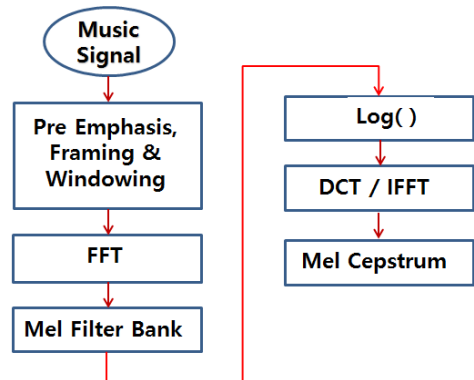 Music
Signal
Pre Emphasis,
Framing &
Windowing
FFT
Mel Filter Bank
Log( )
DCT / IFFT
Mel Cepstrum